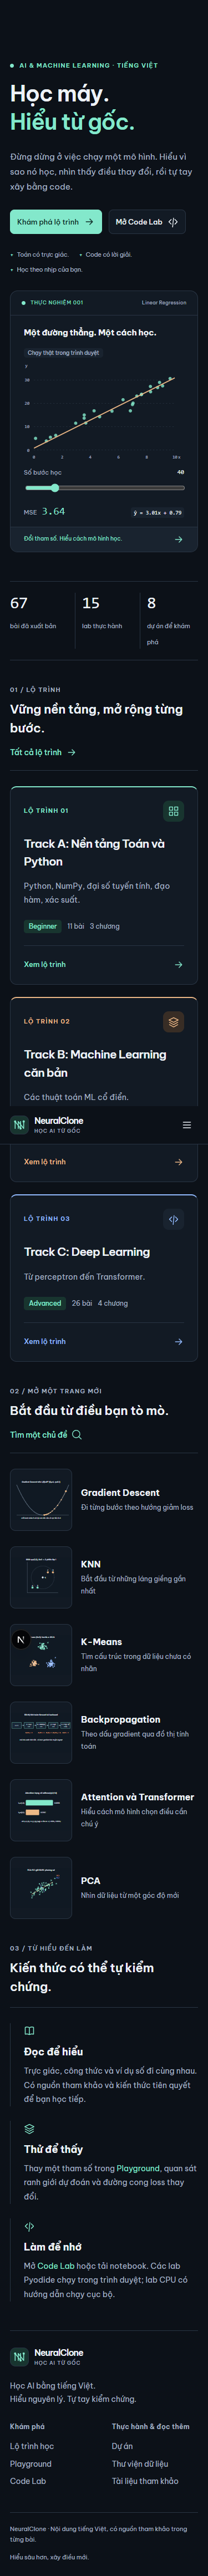 AI & MACHINE LEARNING · TIẾNG VIỆT
Học máy.
Hiểu từ gốc.
Đừng dừng ở việc chạy một mô hình. Hiểu vì
sao nó học, nhìn thấy điều thay đổi, rồi tự tay
xây bằng code.
Khám phá lộ trình
Mở Code Lab
Toán có trực giác.
Code có lời giải.
Học theo nhịp của bạn.
THỰC NGHIỆM 001
Linear Regression
Một đường thẳng. Một cách học.
Chạy thật trong trình duyệt
y
30
20
10
0
0 2 4 6 8 10 x
Số bước học
40
MSE 3.64
ŷ = 3.01x + 0.79
Đổi tham số. Hiểu cách mô hình học.
67
bài đã xuất bản
15
lab thực hành
8
dự án để khám
phá
01 / LỘ TRÌNH
Vững nền tảng, mở rộng từng
bước.
Tất cả lộ trình
LỘ TRÌNH 01
Track A: Nền tảng Toán và
Python
Python, NumPy, đại số tuyến tính, đạo
hàm, xác suất.
Beginner 11 bài 3 chương
Xem lộ trình
LỘ TRÌNH 02
Track B: Machine Learning
căn bản
Các thuật toán ML cổ điển.
NeuralClone
HỌC AI TỪ GỐC
Xem lộ trình
LỘ TRÌNH 03
Track C: Deep Learning
Từ perceptron đến Transformer.
Advanced 26 bài 4 chương
Xem lộ trình
02 / MỞ MỘT TRANG MỚI
Bắt đầu từ điều bạn tò mò.
Tìm một chủ đề
Gradient Descent
Đi từng bước theo hướng giảm loss
KNN
Bắt đầu từ những láng giềng gần
nhất
N
K-Means
Tìm cấu trúc trong dữ liệu chưa có
nhãn
Backpropagation
Theo dấu gradient qua đồ thị tính
toán
Attention và Transformer
Hiểu cách mô hình chọn điều cần
chú ý
PCA
Nhìn dữ liệu từ một góc độ mới
03 / TỪ HIỂU ĐẾN LÀM
Kiến thức có thể tự kiểm
chứng.
Đọc để hiểu
Trực giác, công thức và ví dụ số đi cùng nhau.
Có nguồn tham khảo và kiến thức tiên quyết
để bạn học tiếp.
Thử để thấy
Thay một tham số trong Playground, quan sát
ranh giới dự đoán và đường cong loss thay
đổi.
Làm để nhớ
Mở Code Lab hoặc tải notebook. Các lab
Pyodide chạy trong trình duyệt; lab CPU có
hướng dẫn chạy cục bộ.
NeuralClone
HỌC AI TỪ GỐC
Học AI bằng tiếng Việt.
Hiểu nguyên lý. Tự tay kiểm chứng.
Khám phá
Lộ trình học
Playground
Code Lab
Thực hành & đọc thêm
Dự án
Thư viện dữ liệu
Tài liệu tham khảo
NeuralClone · Nội dung tiếng Việt, có nguồn tham khảo trong
từng bài.
Hiểu sâu hơn, xây điều mới.